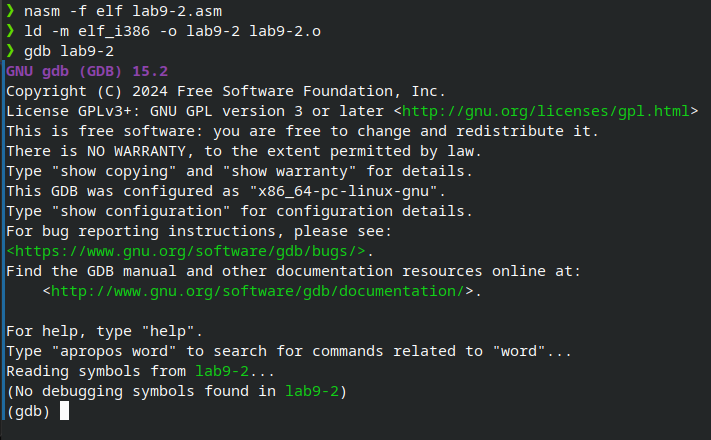 ❯ nasm -f elf lab9-2.asm
❯ ld -m elf_i386 -o lab9-2 lab9-2.o
❯ gdb lab9-2
GNU gdb (GDB) 15.2
Copyright (C) 2024 Free Software Foundation, Inc.
License GPLv3+: GNU GPL version 3 or later <http://gnu.org/licenses/gpl.html>
This is free software: you are free to change and redistribute it.
There is NO WARRANTY, to the extent permitted by law.
Type "show copying" and "show warranty" for details.
This GDB was configured as "x86_64-pc-linux-gnu".
Type "show configuration" for configuration details.
For bug reporting instructions, please see:
<https://www.gnu.org/software/gdb/bugs/>.
Find the GDB manual and other documentation resources online at:
    <http://www.gnu.org/software/gdb/documentation/>.

For help, type "help".
Type "apropos word" to search for commands related to "word"...
Reading symbols from lab9-2...
(No debugging symbols found in lab9-2)
(gdb)